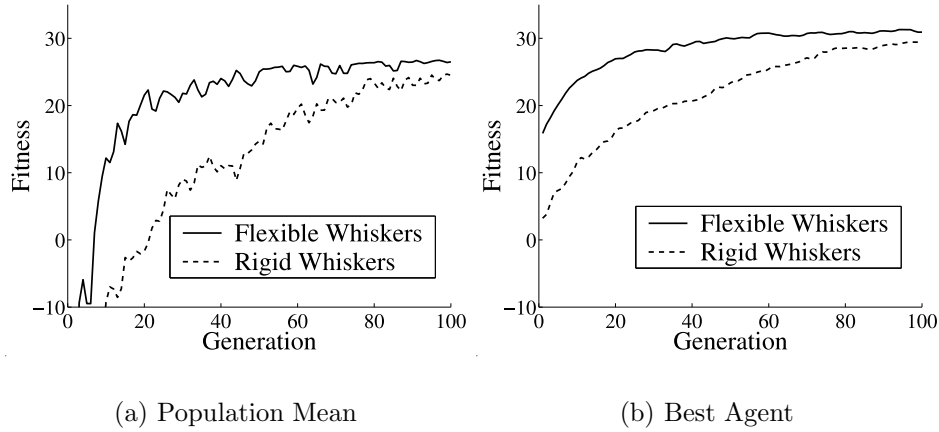 30
20
10
0
−10
Fitness
Flexible Whiskers
Rigid Whiskers
0 20 40 60 80 100
Generation
(a) Population Mean
30
20
10
0
−10
Fitness
Flexible Whiskers
Rigid Whiskers
0 20 40 60 80 100
Generation
(b) Best Agent